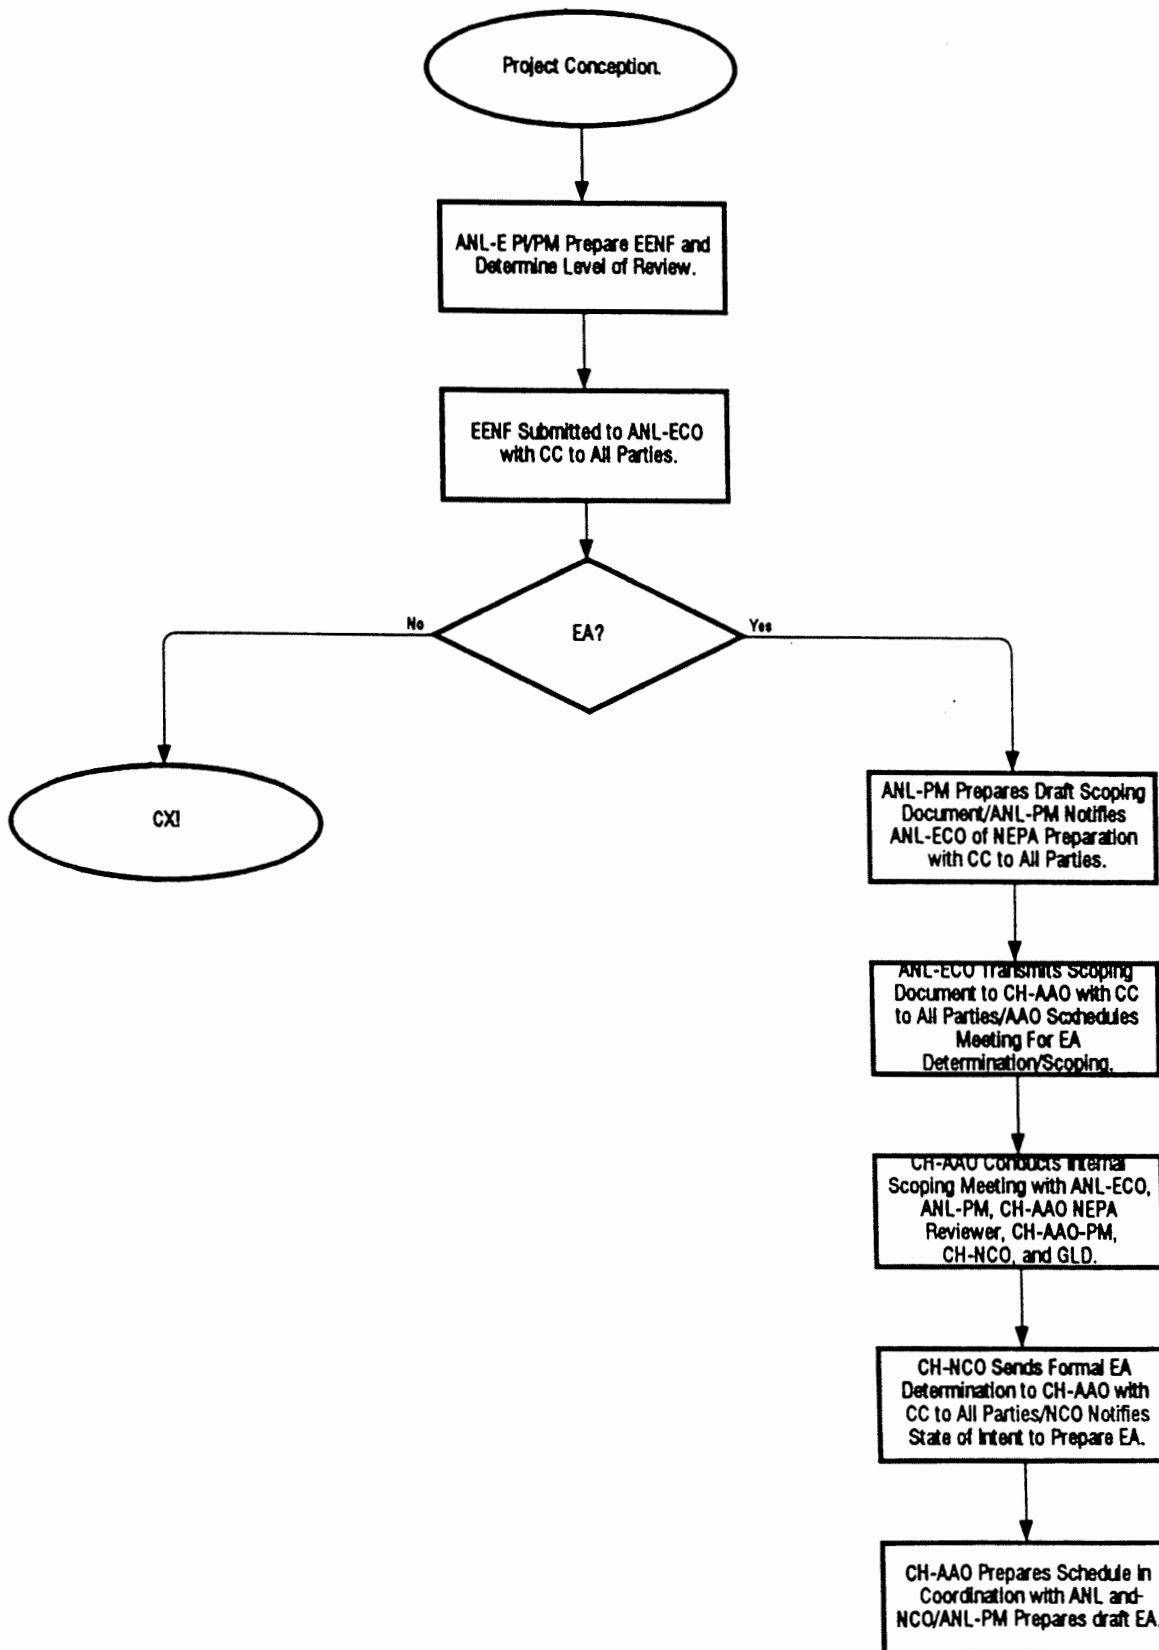 Project Conception.
ANL-E PI/PM Prepare EENF and
Determine Level of Review.
EENF Submitted to ANL-ECO
with CC to All Parties.
EA?
No
Yes
CX!
ANL-PM Prepares Draft Scoping
Document/ANL-PM Notifies
ANL-ECO of NEPA Preparation
with CC to All Parties.
ANL-ECO Transmits Scoping
Document to CH-AAO with CC
to All Parties/AAO Scxhedules
Meeting For EA
Determination/Scoping.
CH-AAO Conducts Internal
Scoping Meeting with ANL-ECO,
ANL-PM, CH-AAO NEPA
Reviewer, CH-AAO-PM,
CH-NCO, and GLD.
CH-NCO Sends Formal EA
Determination to CH-AAO with
CC to All Parties/NCO Notifies
State of Intent to Prepare EA.
CH-AAO Prepares Schedule in
Coordination with ANL and-
NCO/ANL-PM Prepares draft EA.